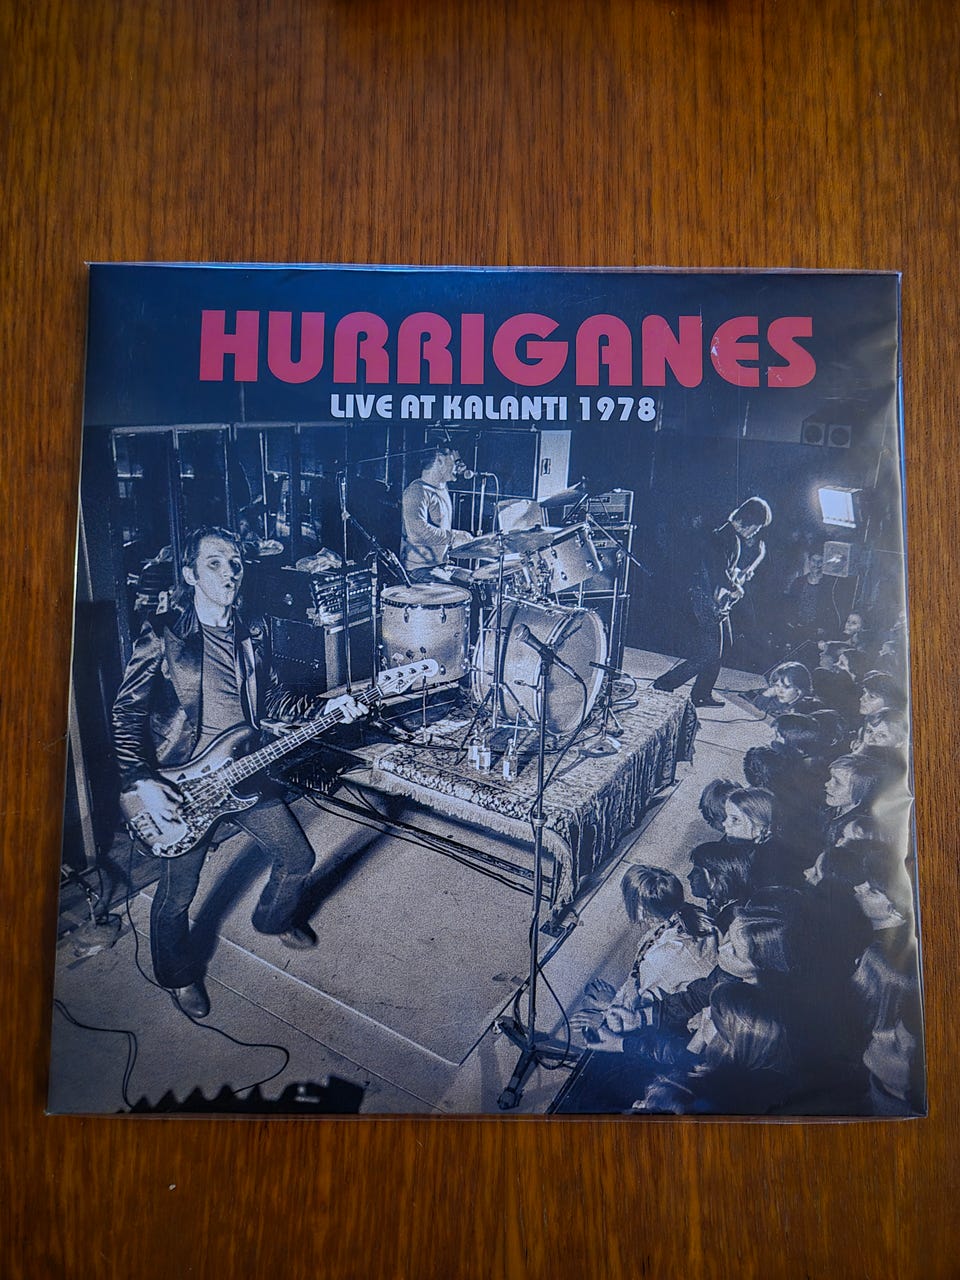 HURRIGANES
LIVE AT KALANTI 1978